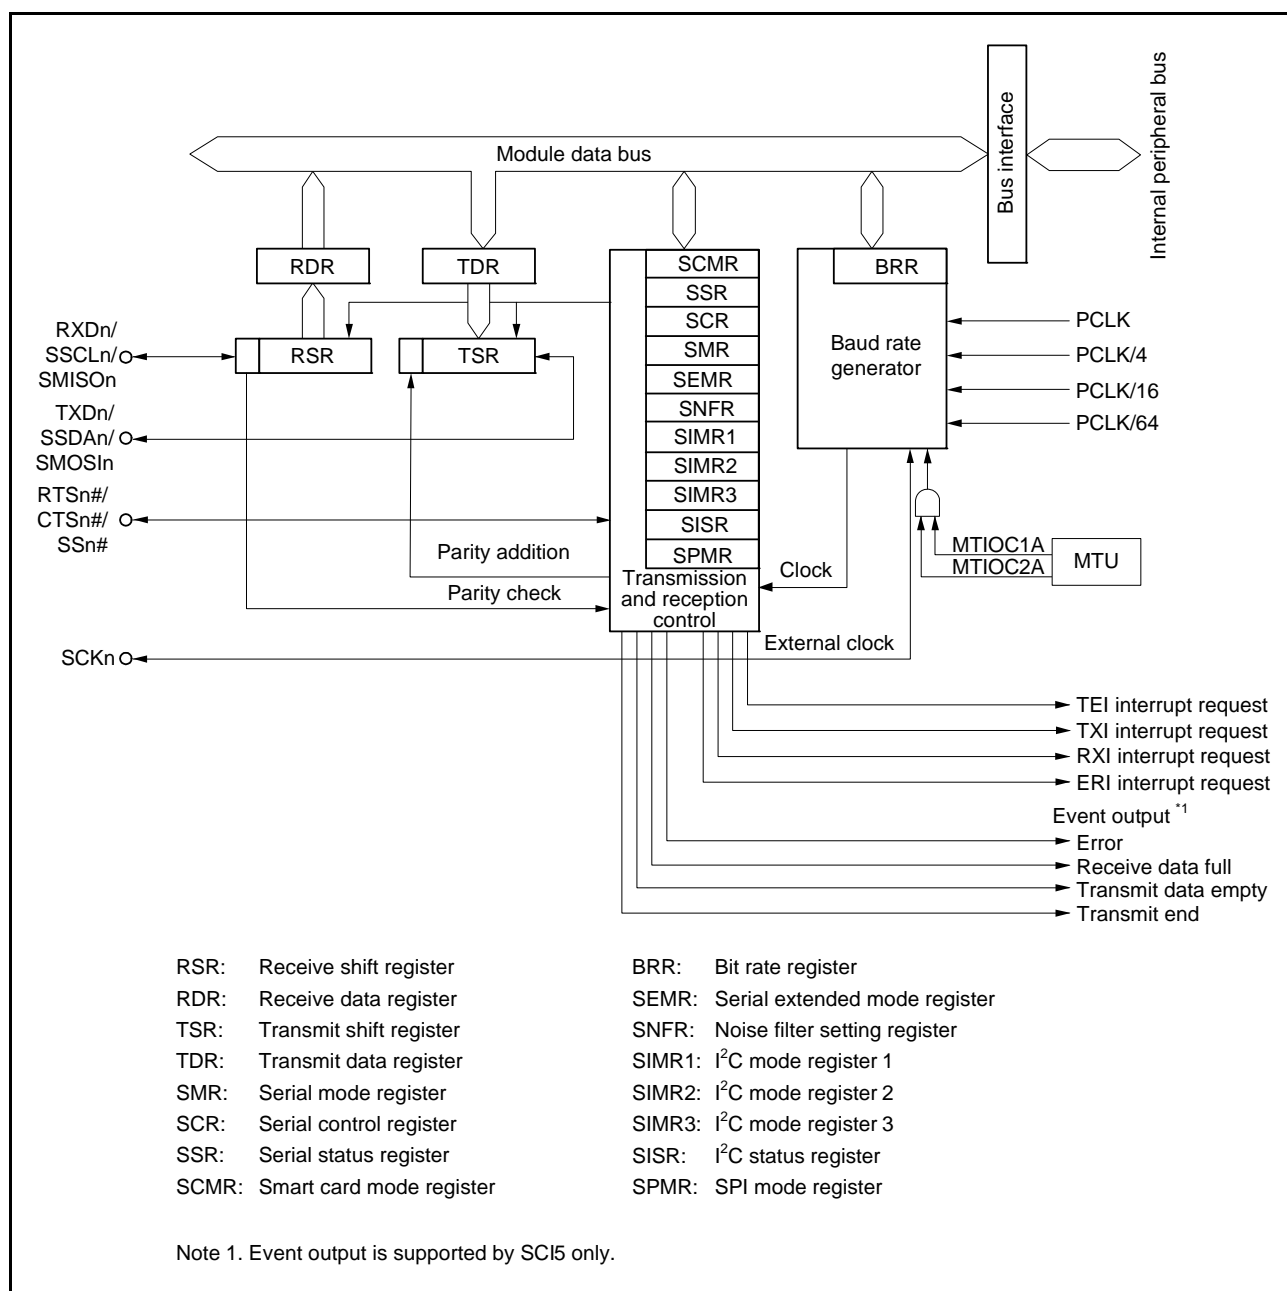 Module data bus
Bus interface
Internal peripheral bus
RDR
TDR
SCMR
BRR
SSR
SCR
SMR
SEMR
SNFR
SIMR1
SIMR2
SIMR3
SISR
SPMR
Transmission
and reception
control
RSR
TSR
Baud rate
generator
PCLK
PCLK/4
PCLK/16
PCLK/64
RXDn/
SSCLn/
SMISOn
TXDn/
SSDAn/
SMOSIn
RTSn#/
CTSn#/
SSn#
Parity addition
Parity check
Clock
MTIOC1A
MTIOC2A
MTU
SCKn
External clock
TEI interrupt request
TXI interrupt request
RXI interrupt request
ERI interrupt request
Event output *1
Error
Receive data full
Transmit data empty
Transmit end
RSR: Receive shift register
RDR: Receive data register
TSR: Transmit shift register
TDR: Transmit data register
SMR: Serial mode register
SCR: Serial control register
SSR: Serial status register
SCMR: Smart card mode register
BRR: Bit rate register
SEMR: Serial extended mode register
SNFR: Noise filter setting register
SIMR1: I²C mode register 1
SIMR2: I²C mode register 2
SIMR3: I²C mode register 3
SISR: I²C status register
SPMR: SPI mode register
Note 1. Event output is supported by SCI5 only.